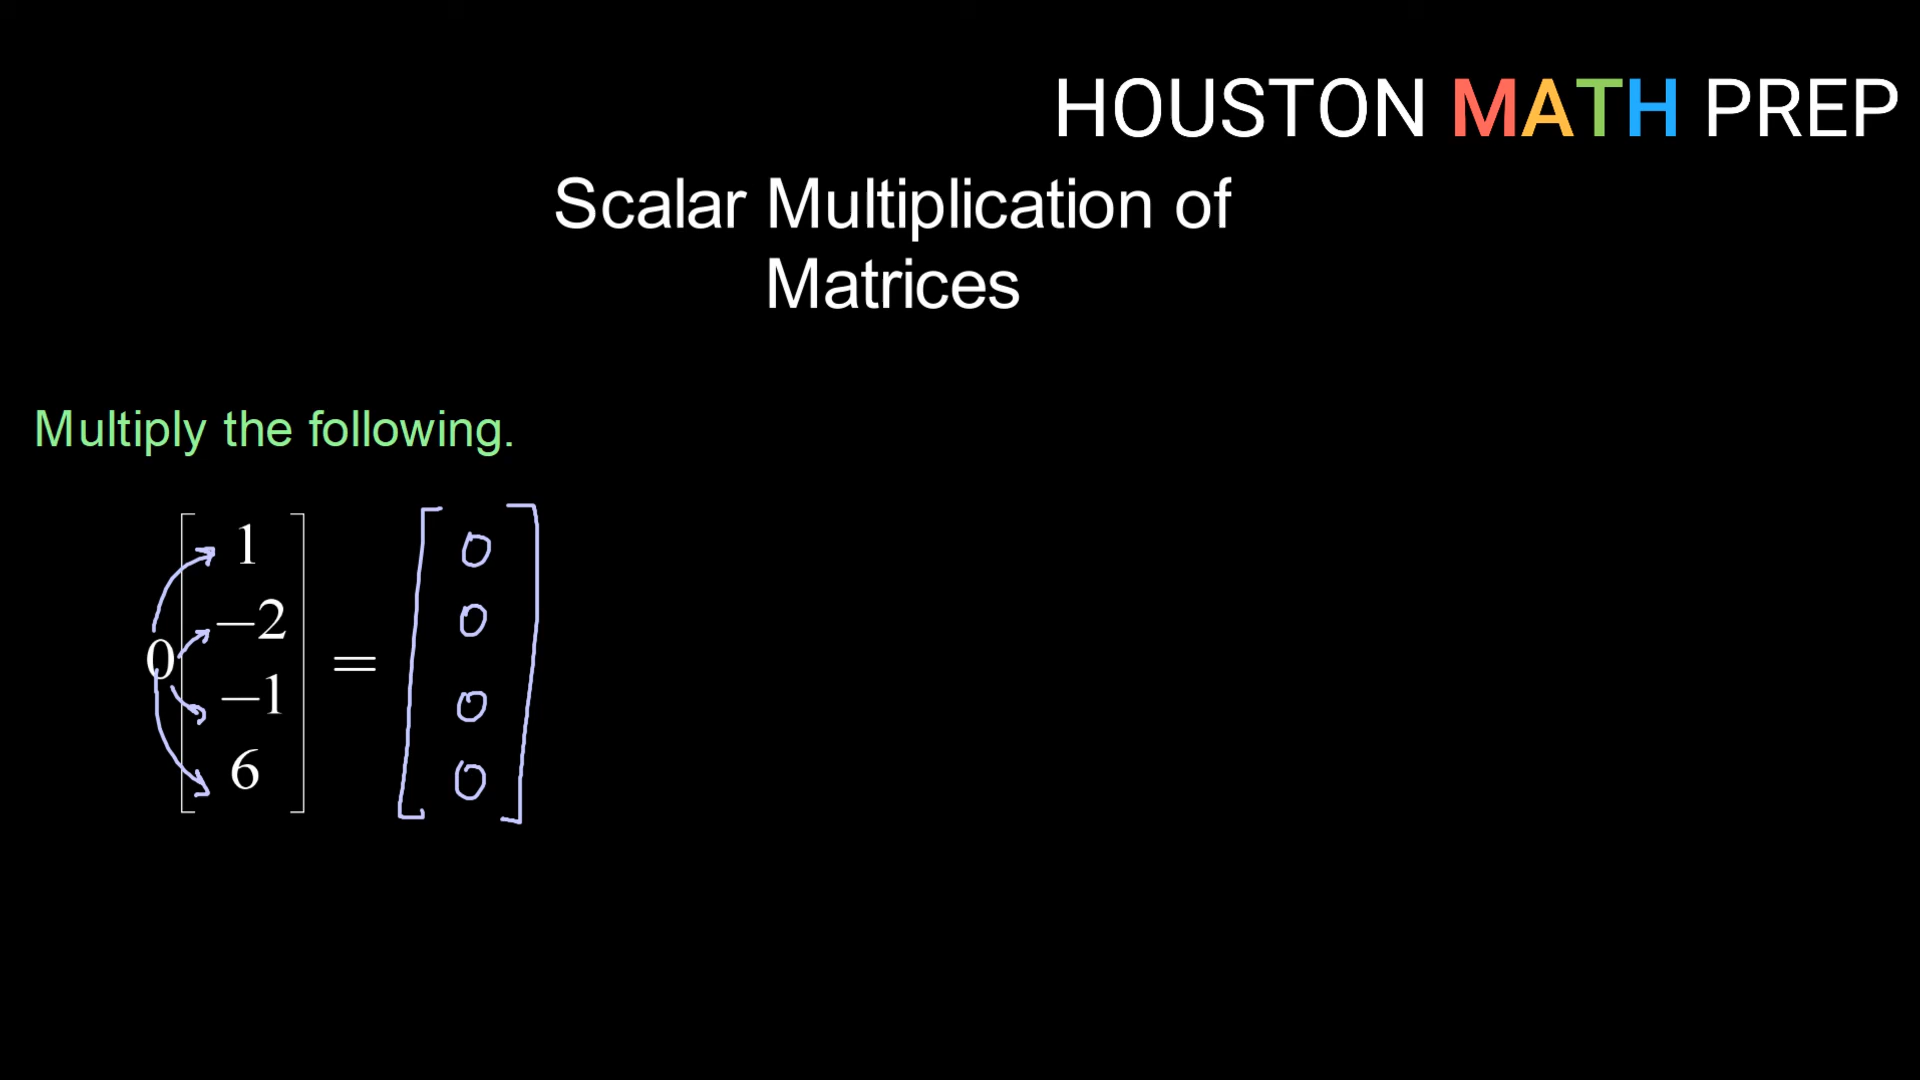 HOUSTON MATH PREP
Scalar Multiplication of
Matrices
Multiply the following.
0 [1 −2 −1 6] = [0 0 0 0]